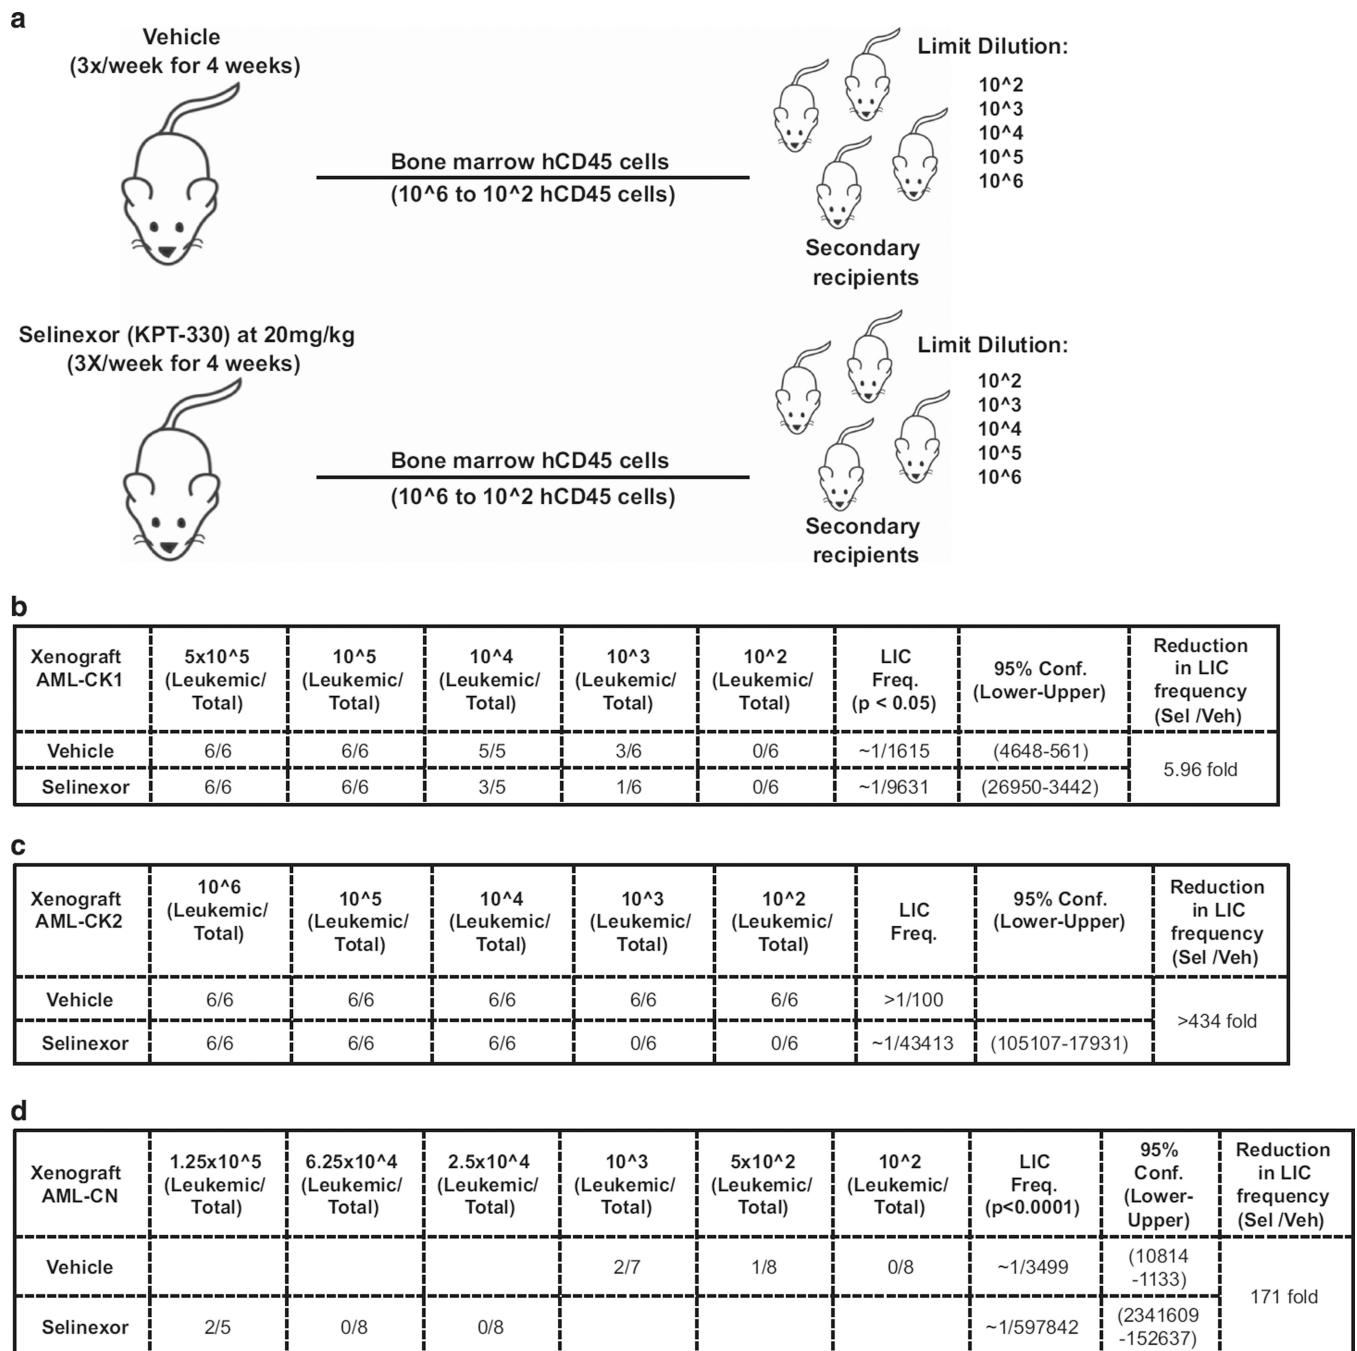 a
Vehicle
(3x/week for 4 weeks)
Bone marrow hCD45 cells
(10^6 to 10^2 hCD45 cells)
Secondary
recipients
Limit Dilution:
10^2
10^3
10^4
10^5
10^6
Selinexor (KPT-330) at 20mg/kg
(3X/week for 4 weeks)
Bone marrow hCD45 cells
(10^6 to 10^2 hCD45 cells)
Secondary
recipients
Limit Dilution:
10^2
10^3
10^4
10^5
10^6
b
Xenograft
AML-CK1
5x10^5
(Leukemic/
Total)
10^5
(Leukemic/
Total)
10^4
(Leukemic/
Total)
10^3
(Leukemic/
Total)
10^2
(Leukemic/
Total)
LIC
Freq.
(p < 0.05)
95% Conf.
(Lower-Upper)
Reduction
in LIC
frequency
(Sel /Veh)
Vehicle 6/6 6/6 5/5 3/6 0/6 ~1/1615 (4648-561)
5.96 fold
Selinexor 6/6 6/6 3/5 1/6 0/6 ~1/9631 (26950-3442)
c
Xenograft
AML-CK2
10^6
(Leukemic/
Total)
10^5
(Leukemic/
Total)
10^4
(Leukemic/
Total)
10^3
(Leukemic/
Total)
10^2
(Leukemic/
Total)
LIC
Freq.
95% Conf.
(Lower-Upper)
Reduction
in LIC
frequency
(Sel /Veh)
Vehicle 6/6 6/6 6/6 6/6 6/6 >1/100
>434 fold
Selinexor 6/6 6/6 6/6 0/6 0/6 ~1/43413 (105107-17931)
d
Xenograft
AML-CN
1.25x10^5
(Leukemic/
Total)
6.25x10^4
(Leukemic/
Total)
2.5x10^4
(Leukemic/
Total)
10^3
(Leukemic/
Total)
5x10^2
(Leukemic/
Total)
10^2
(Leukemic/
Total)
LIC
Freq.
(p<0.0001)
95%
Conf.
(Lower-
Upper)
Reduction
in LIC
frequency
(Sel /Veh)
Vehicle 2/7 1/8 0/8 ~1/3499
(10814
-1133)
171 fold
Selinexor 2/5 0/8 0/8 ~1/597842
(2341609
-152637)